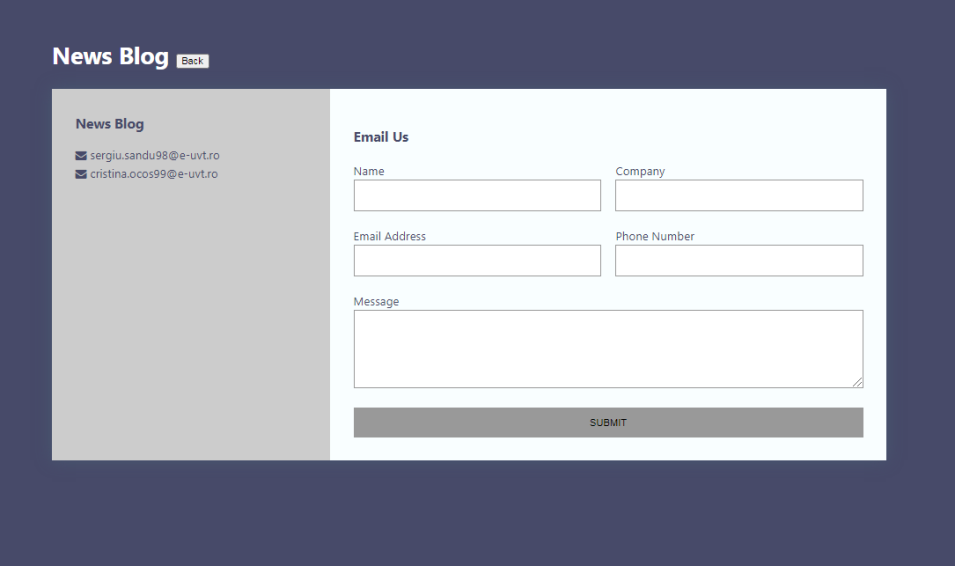 News Blog Back
News Blog
sergiu.sandu98@e-uvt.ro
cristina.ocos99@e-uvt.ro
Email Us
Name Company
Email Address Phone Number
Message
SUBMIT